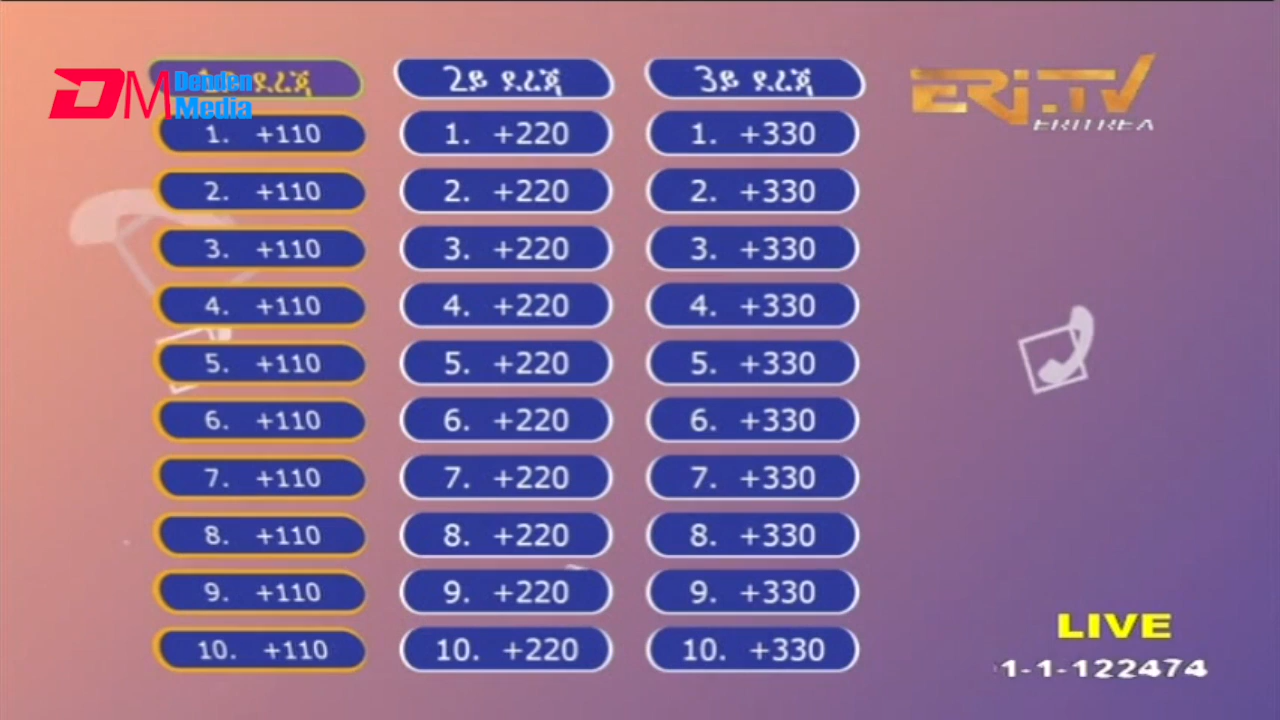 DM Denden Media
1ይ ደረጃ 2ይ ደረጃ 3ይ ደረጃ
ERi-TV
ERITREA
1. +110 1. +220 1. +330
2. +110 2. +220 2. +330
3. +110 3. +220 3. +330
4. +110 4. +220 4. +330
5. +110 5. +220 5. +330
6. +110 6. +220 6. +330
7. +110 7. +220 7. +330
8. +110 8. +220 8. +330
9. +110 9. +220 9. +330
10. +110 10. +220 10. +330
LIVE
1-1-122474